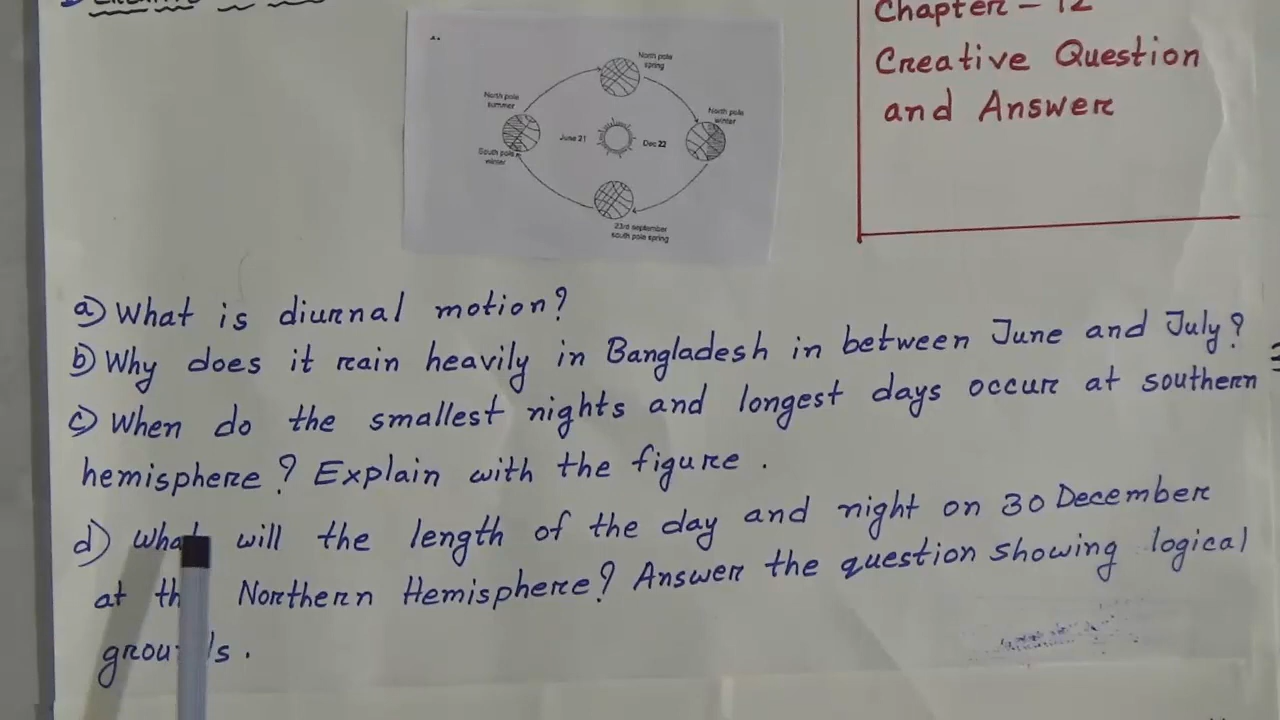 Chapter - 12
Creative Question
and Answer
North pole
spring
North pole
summer
North pole
winter
June 21
Dec 22
South pole
winter
23rd september
south pole spring
a) What is diurnal motion?
b) Why does it rain heavily in Bangladesh in between June and July?
c) When do the smallest nights and longest days occur at southern
hemisphere? Explain with the figure.
d) What will the length of the day and night on 30 December
at the Northern Hemisphere? Answer the question showing logical
grounds.